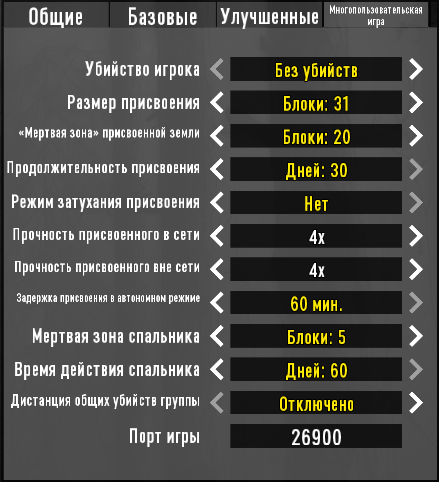 Общие Базовые Улучшенные Многопользовательская
игра
Убийство игрока Без убийств
Размер присвоения Блоки: 31
«Мертвая зона» присвоенной земли Блоки: 20
Продолжительность присвоения Дней: 30
Режим затухания присвоения Нет
Прочность присвоенного в сети 4x
Прочность присвоенного вне сети 4x
Задержка присвоения в автономном режиме 60 мин.
Мертвая зона спальника Блоки: 5
Время действия спальника Дней: 60
Дистанция общих убийств группы Отключено
Порт игры 26900